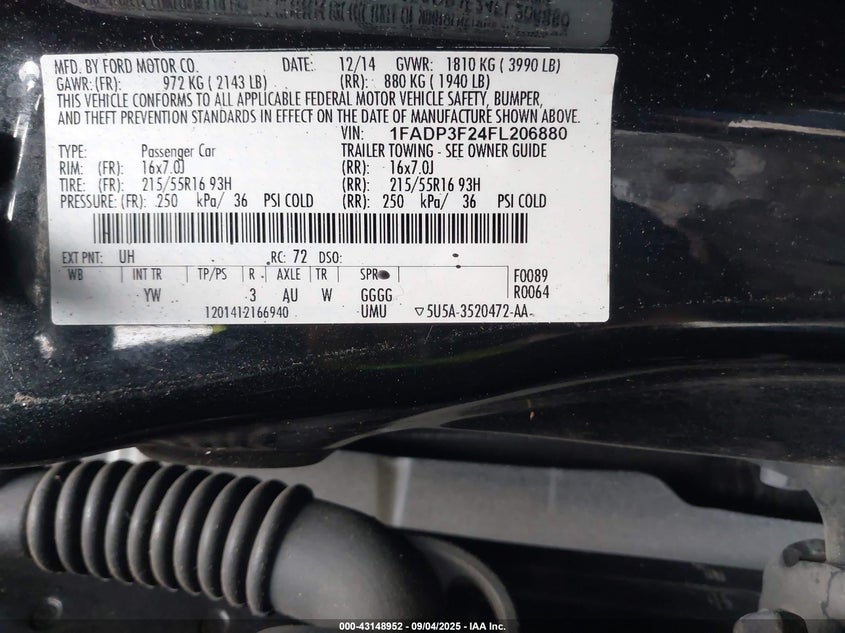 MFD. BY FORD MOTOR CO. DATE: 12/14 GVWR: 1810 KG ( 3990 LB)
GAWR: (FR): 972 KG ( 2143 LB) (RR): 880 KG ( 1940 LB)
THIS VEHICLE CONFORMS TO ALL APPLICABLE FEDERAL MOTOR VEHICLE SAFETY, BUMPER,
AND THEFT PREVENTION STANDARDS IN EFFECT ON THE DATE OF MANUFACTURE SHOWN ABOVE.
VIN: 1FADP3F24FL206880
TYPE: Passenger Car TRAILER TOWING - SEE OWNER GUIDE
RIM: (FR): 16x7.0J (RR): 16x7.0J
TIRE: (FR): 215/55R16 93H (RR): 215/55R16 93H
PRESSURE: (FR): 250 kPa/ 36 PSI COLD (RR): 250 kPa/ 36 PSI COLD
EXT PNT: UH RC: 72 DSO:
WB INT TR TP/PS R AXLE TR SPR F0089
YW 3 AU W GGGG R0064
1201412166940 UMU ▽5U5A-3520472-AA-
000-43148952 - 09/04/2025 - IAA Inc.